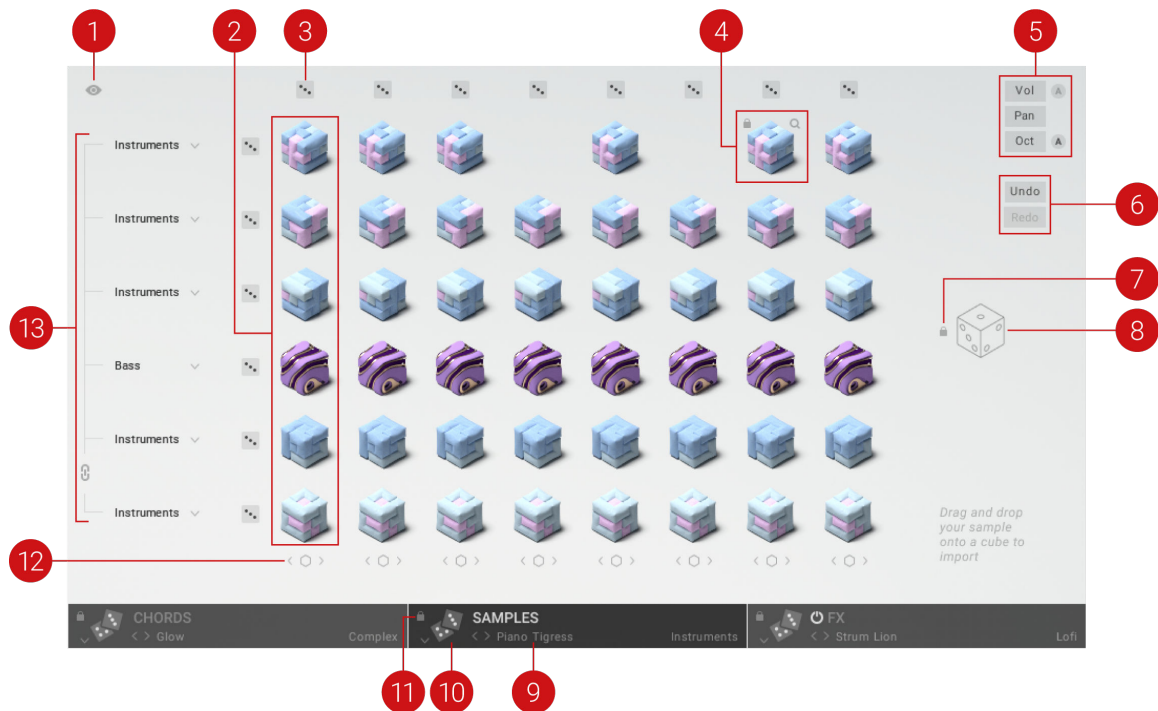 1
2
3
4
5
Vol A
Pan
Oct A
Instruments
Instruments
Undo
Redo
6
Instruments
7
13
8
Bass
Instruments
Instruments
Drag and drop
your sample
onto a cube to
import
12
CHORDS
< > Glow Complex
SAMPLES
< > Piano Tigress Instruments
FX
< > Strum Lion Lofi
11
10
9